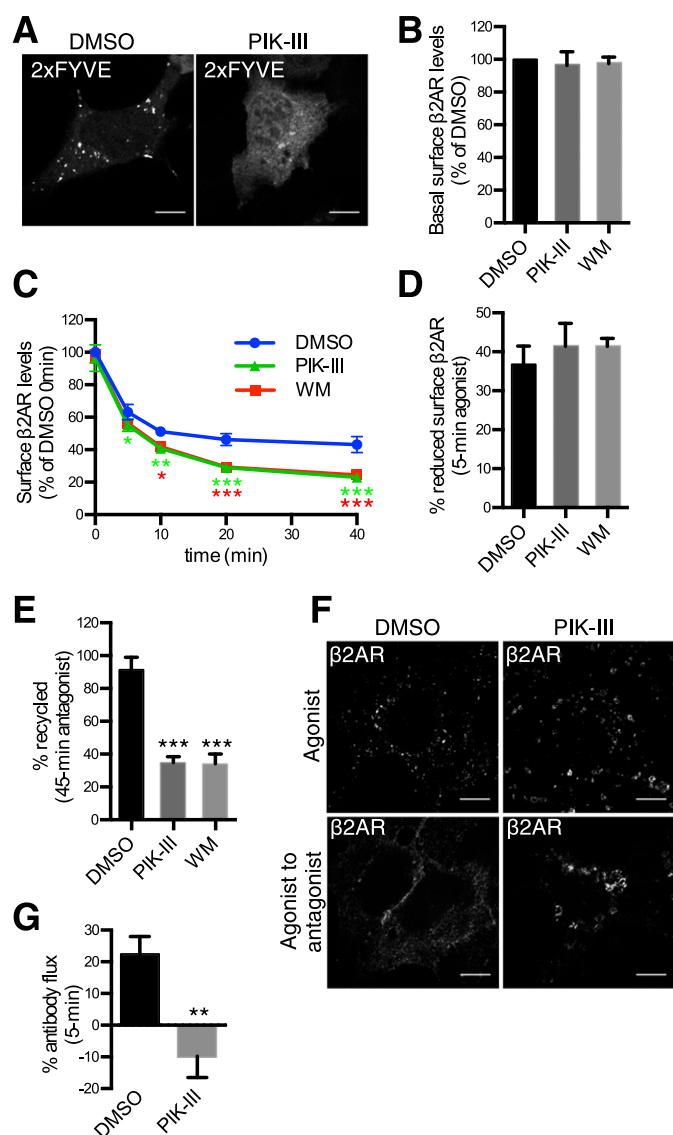 A
DMSO
PIK-III
2xFYVE
2xFYVE
B
Basal surface β2AR levels
(% of DMSO)
120
100
80
60
40
20
0
DMSO
PIK-III
WM
C
Surface β2AR levels
(% of DMSO 0min)
120
100
80
60
40
20
0
DMSO
PIK-III
WM
*
**
*
***
***
***
***
0
10
20
30
40
time (min)
D
% reduced surface β2AR
(5-min agonist)
50
40
30
20
10
0
DMSO
PIK-III
WM
E
% recycled
(45-min antagonist)
120
100
80
60
40
20
0
***
***
DMSO
PIK-III
WM
F
DMSO
PIK-III
Agonist
β2AR
β2AR
Agonist to
antagonist
β2AR
β2AR
G
% antibody flux
(5-min)
30
20
10
0
-10
-20
**
DMSO
PIK-III